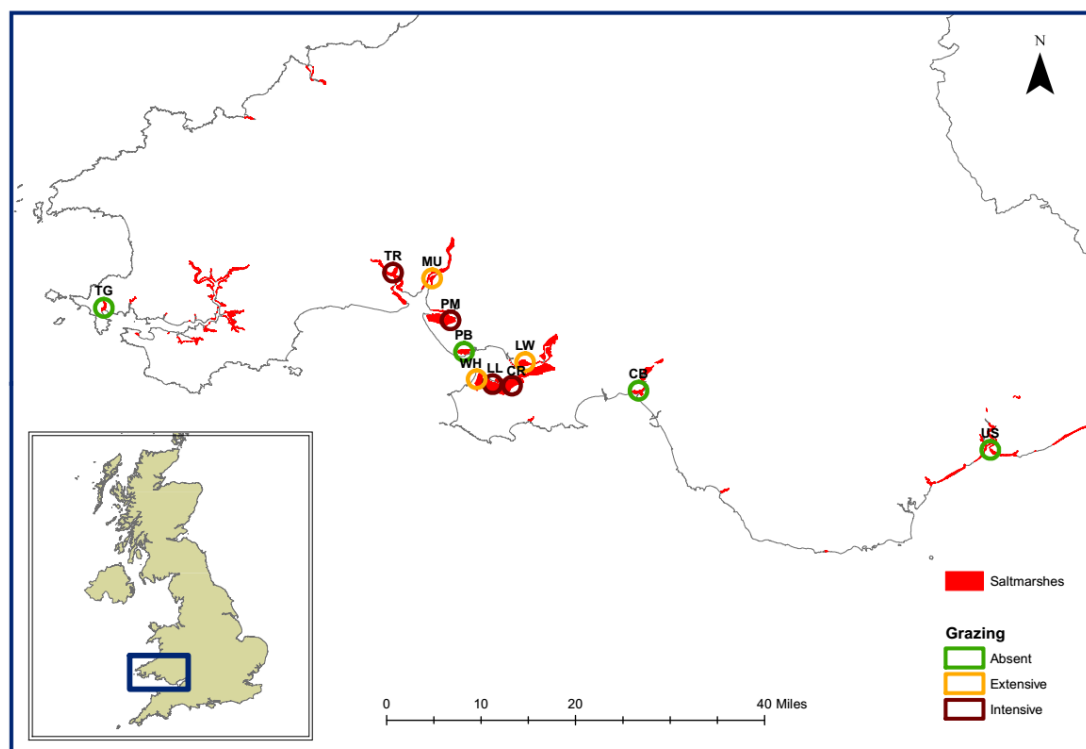 N
TR
MU
TG
PM
PB
LW
WH
LL
CR
CB
US
Saltmarshes
Grazing
Absent
Extensive
Intensive
0
10
20
40 Miles